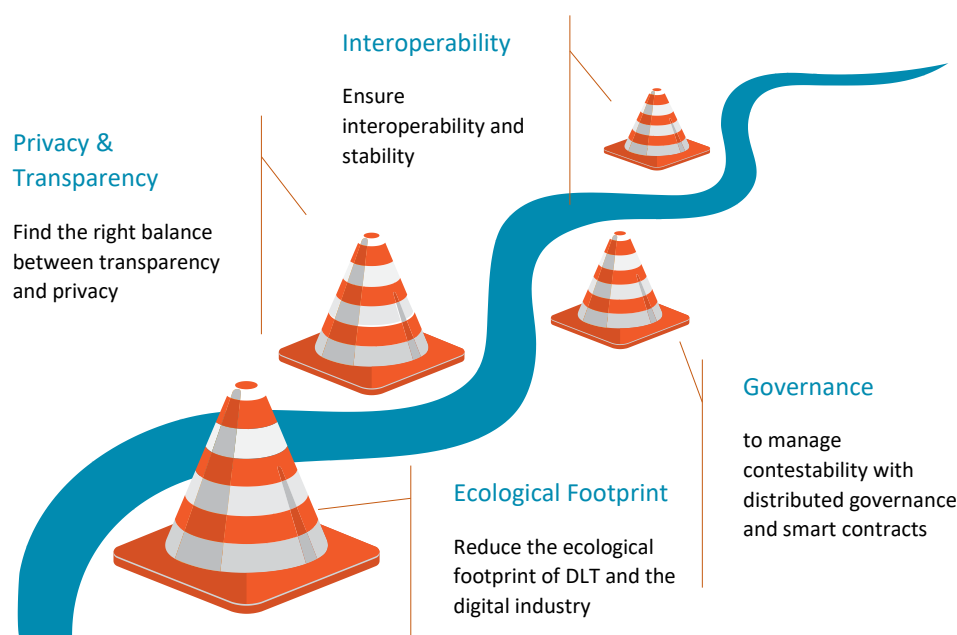 Interoperability
Ensure
interoperability and
stability
Privacy &
Transparency
Find the right balance
between transparency
and privacy
Governance
to manage
contestability with
distributed governance
and smart contracts
Ecological Footprint
Reduce the ecological
footprint of DLT and the
digital industry